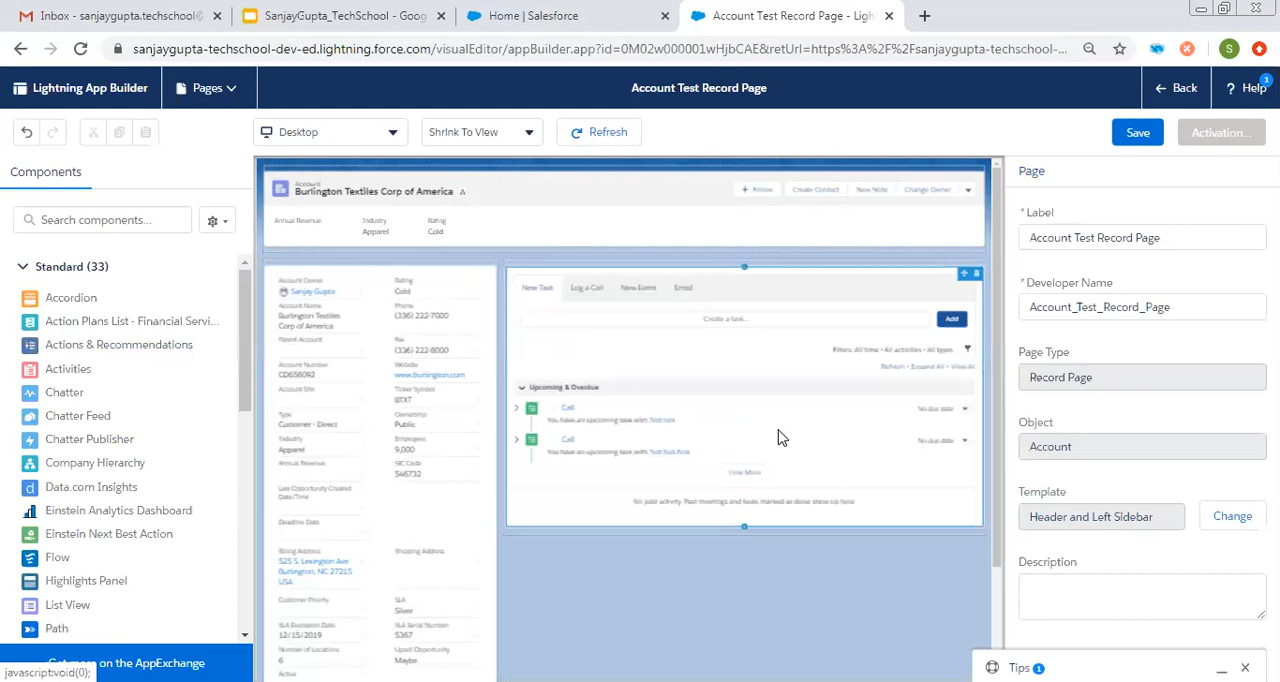 Inbox - sanjaygupta.techschool@
SanjayGupta_TechSchool - Goog
Home | Salesforce
Account Test Record Page - Ligh
sanjaygupta-techschool-dev-ed.lightning.force.com/visualEditor/appBuilder.app?id=0M02w000001wHjbCAE&retUrl=https%3A%2F%2Fsanjaygupta-techschool-...
S
Lightning App Builder
Pages
Account Test Record Page
Back
? Help
1
Desktop
Shrink To View
Refresh
Save
Activation...
Components
Search components...
Standard (33)
Accordion
Action Plans List - Financial Servi...
Actions & Recommendations
Activities
Chatter
Chatter Feed
Chatter Publisher
Company Hierarchy
Data.com Insights
Einstein Analytics Dashboard
Einstein Next Best Action
Flow
Highlights Panel
List View
Path
on the AppExchange
javascript:void(0);
Account
Burlington Textiles Corp of America
+ Follow
Create Contact
New Note
Change Owner
Annual Revenue
Industry
Rating
Apparel
Cold
Account Owner
Rating
Sanjay Gupta
Cold
Account Name
Phone
Burlington Textiles
Corp of America
(336) 222-7000
Parent Account
Fax
(336) 222-8000
Account Number
Website
CD656092
www.burlington.com
Account Site
Ticker Symbol
BTXT
Type
Ownership
Customer - Direct
Public
Industry
Employees
Apparel
9,000
Annual Revenue
SIC Code
546732
Last Opportunity Created
Date/Time
Deadline Date
Billing Address
Shipping Address
525 S. Lexington Ave
Burlington, NC 27215
USA
Customer Priority
SLA
Silver
SLA Expiration Date
SLA Serial Number
12/15/2019
5367
Number of Locations
Upsell Opportunity
6
Maybe
Active
New Task
Log a Call
New Event
Email
Create a task...
Add
Filters: All time • All activities • All types
Refresh • Expand All • View All
Upcoming & Overdue
Call
No due date
You have an upcoming task with
Call
No due date
You have an upcoming task with
View More
No past activity. Past meetings and tasks marked as done show up here.
Page
* Label
Account Test Record Page
* Developer Name
Account_Test_Record_Page
Page Type
Record Page
Object
Account
Template
Header and Left Sidebar
Change
Description
Tips 1